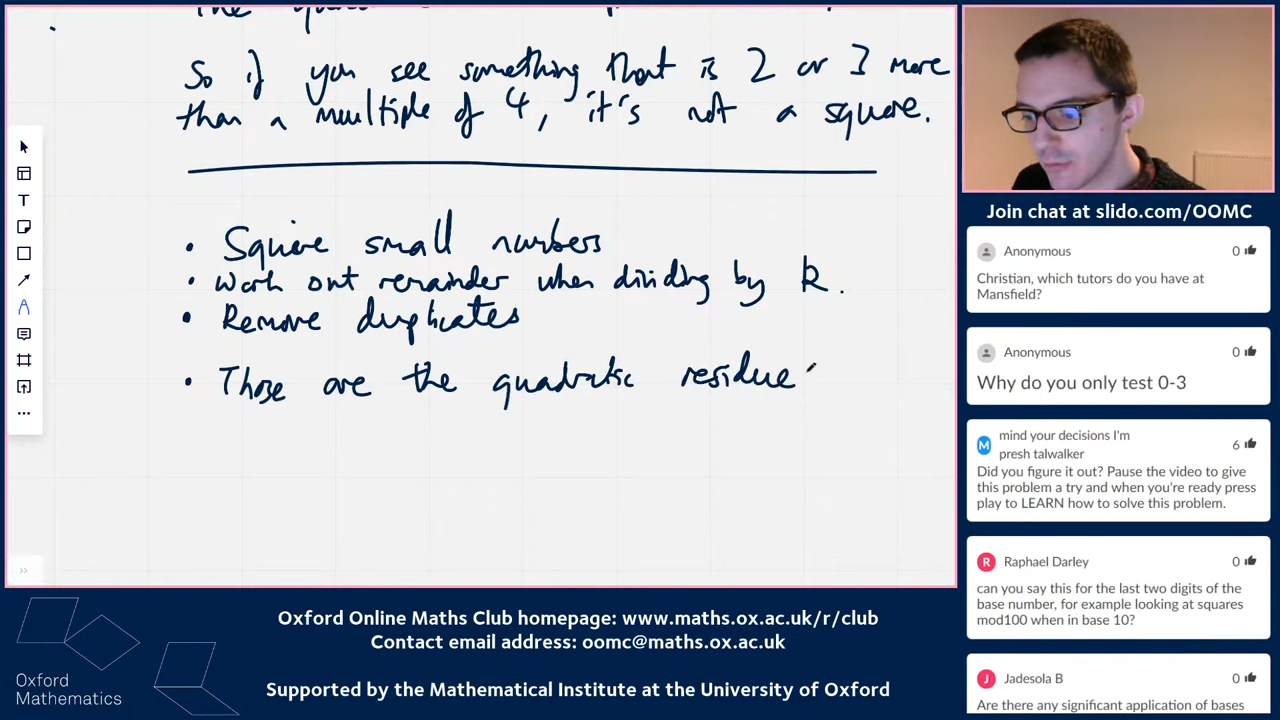 So if you see something that is 2 or 3 more
than a multiple of 4, it's not a square.
• Square small numbers
• Work out remainder when dividing by k.
• Remove duplicates
• Those are the quadratic residue
Join chat at slido.com/OOMC
Anonymous
0
Christian, which tutors do you have at
Mansfield?
Anonymous
0
Why do you only test 0-3
M
mind your decisions I'm
presh talwalker
6
Did you figure it out? Pause the video to give
this problem a try and when you're ready press
play to LEARN how to solve this problem.
R
Raphael Darley
0
can you say this for the last two digits of the
base number, for example looking at squares
mod100 when in base 10?
J
Jadesola B
0
Are there any significant application of bases
T
Oxford
Mathematics
Oxford Online Maths Club homepage: www.maths.ox.ac.uk/r/club
Contact email address: oomc@maths.ox.ac.uk
Supported by the Mathematical Institute at the University of Oxford